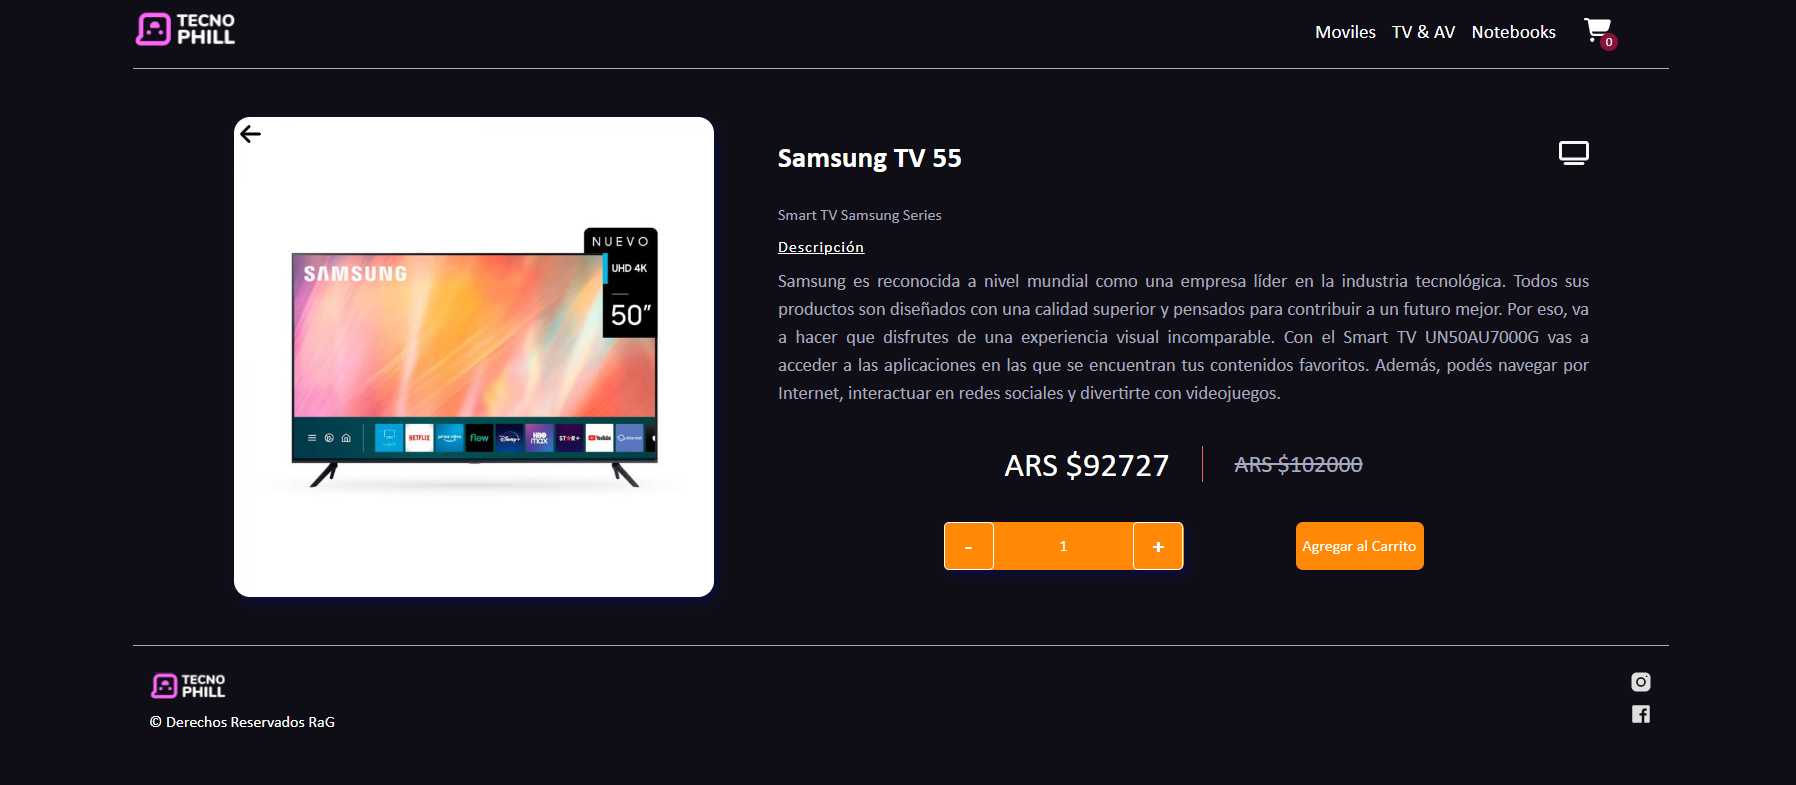 TECNO
PHILL
Moviles TV & AV Notebooks 0
Samsung TV 55
Smart TV Samsung Series
Descripción
Samsung es reconocida a nivel mundial como una empresa líder en la industria tecnológica. Todos sus
productos son diseñados con una calidad superior y pensados para contribuir a un futuro mejor. Por eso, va
a hacer que disfrutes de una experiencia visual incomparable. Con el Smart TV UN50AU7000G vas a
acceder a las aplicaciones en las que se encuentran tus contenidos favoritos. Además, podés navegar por
Internet, interactuar en redes sociales y divertirte con videojuegos.
NUEVO
SAMSUNG
UHD 4K
50”
NETFLIX prime video flow Disney+ HBO max STAR+ YouTube internet
ARS $92727 ARS $102000
- 1 + Agregar al Carrito
TECNO
PHILL
© Derechos Reservados RaG